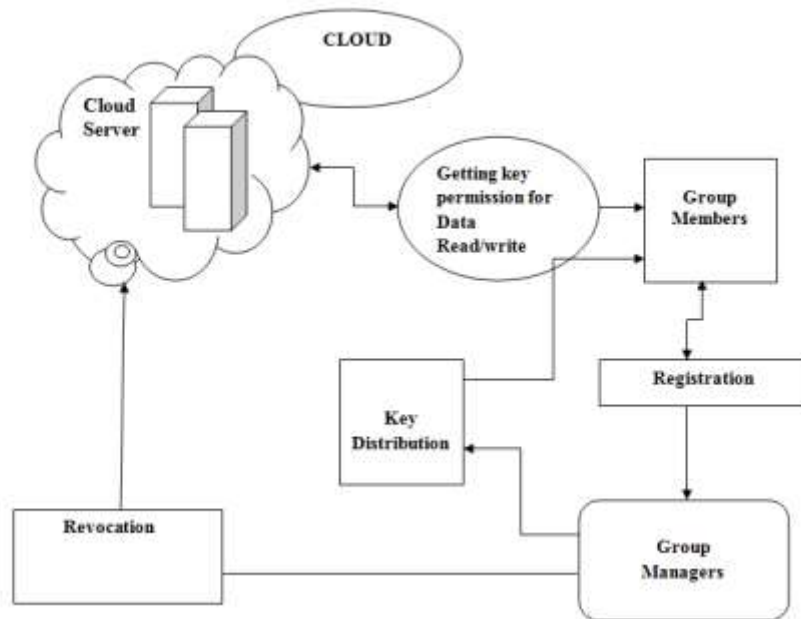 CLOUD
Cloud
Server
Getting key
permission for
Data
Read/write
Group
Members
Registration
Key
Distribution
Revocation
Group
Managers